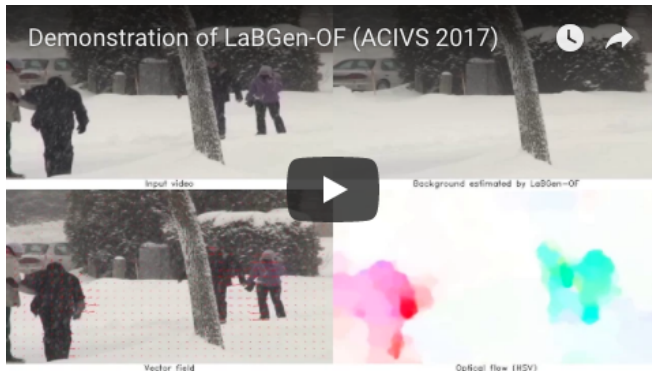 Demonstration of LaBGen-OF (ACIVS 2017)
Input video
Background estimated by LaBGen-OF
Vector field
Optical flow (HSV)